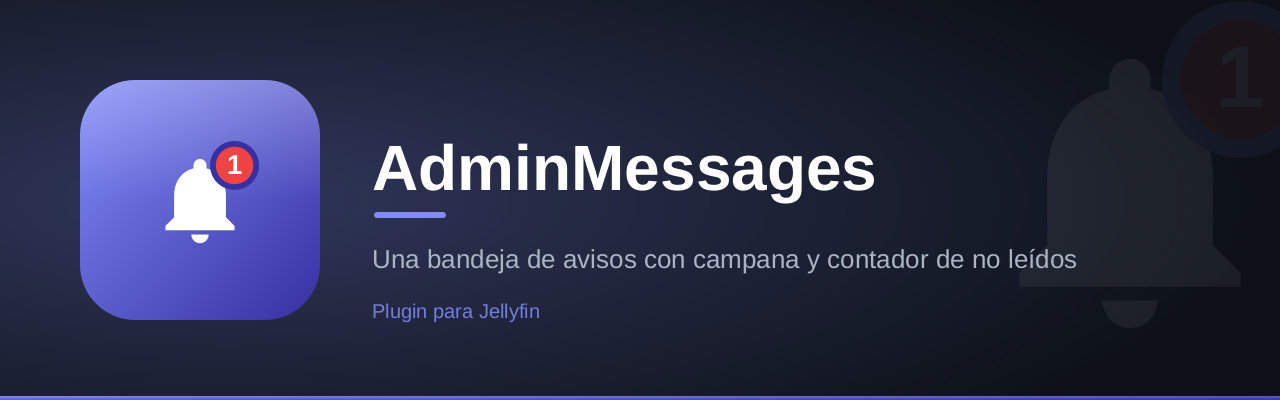 1
1
AdminMessages
Una bandeja de avisos con campana y contador de no leídos
Plugin para Jellyfin